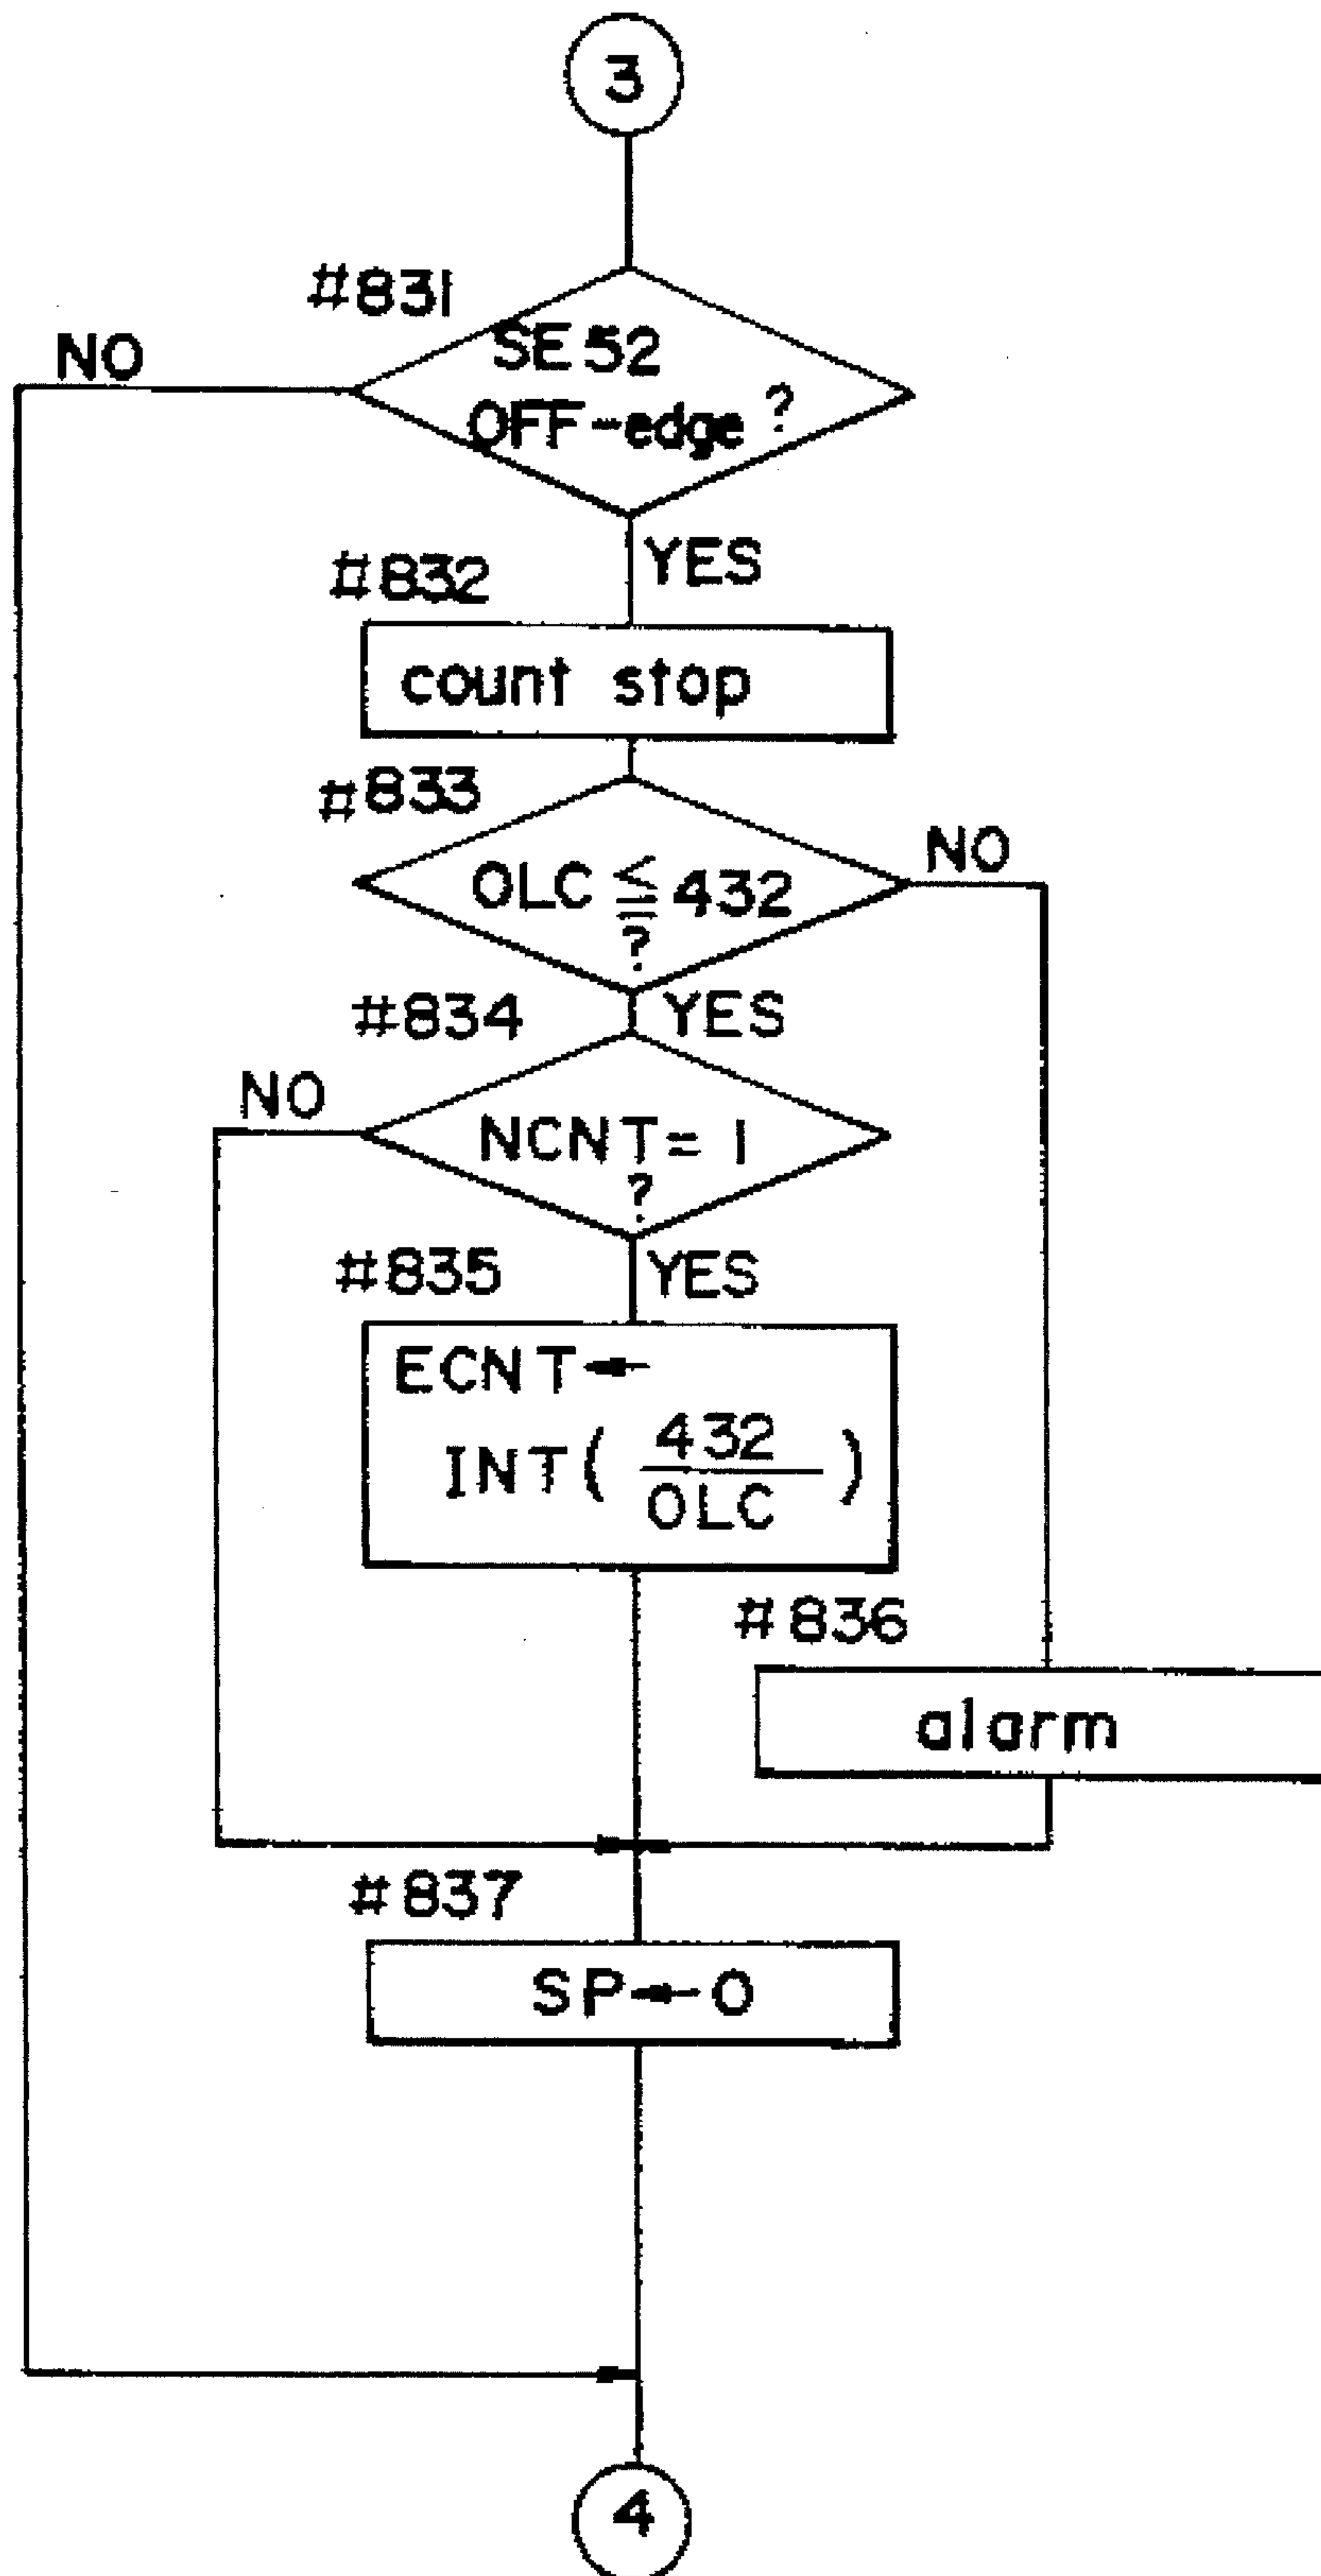 3
#831
NO
SE52
OFF-edge ?
#832
YES
count stop
#833
OLC ≦ 432
?
NO
#834
YES
NO
NCNT = 1
?
#835
YES
ECNT ←
INT ( 432 / OLC )
#836
alarm
#837
SP ← 0
4